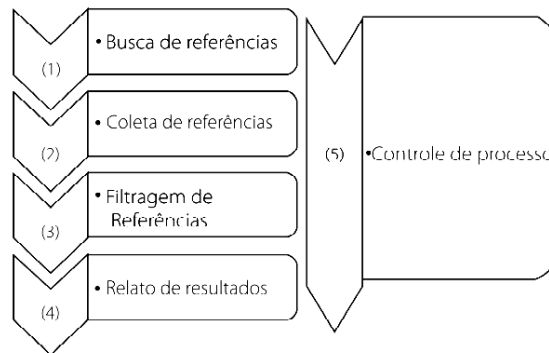 (1)
• Busca de referências
(2)
• Coleta de referências
(3)
• Filtragem de
Referências
(4)
• Relato de resultados
(5)
•Controle de processo